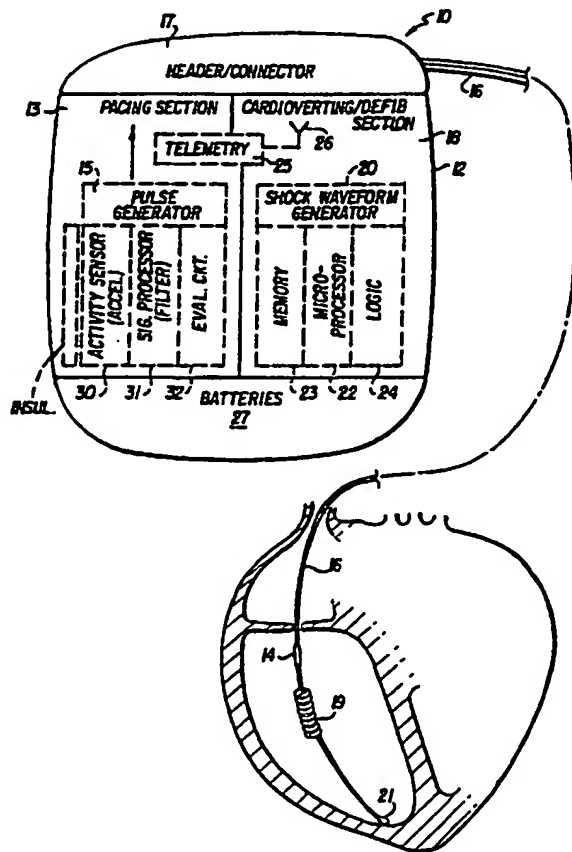 17
10
HEADER/CONNECTOR
16
13
PACING SECTION
CARDIOVERTING/DEFIB
SECTION
26
18
TELEMETRY
25
12
15
20
PULSE
GENERATOR
SHOCK WAVEFORM
GENERATOR
ACTIVITY SENSOR
(ACCEL)
SIG. PROCESSOR
(FILTER)
EVAL. CKT.
MEMORY
MICRO-
PROCESSOR
LOGIC
INSUL.
30
31
32
23
22
24
BATTERIES
27
16
14
19
21